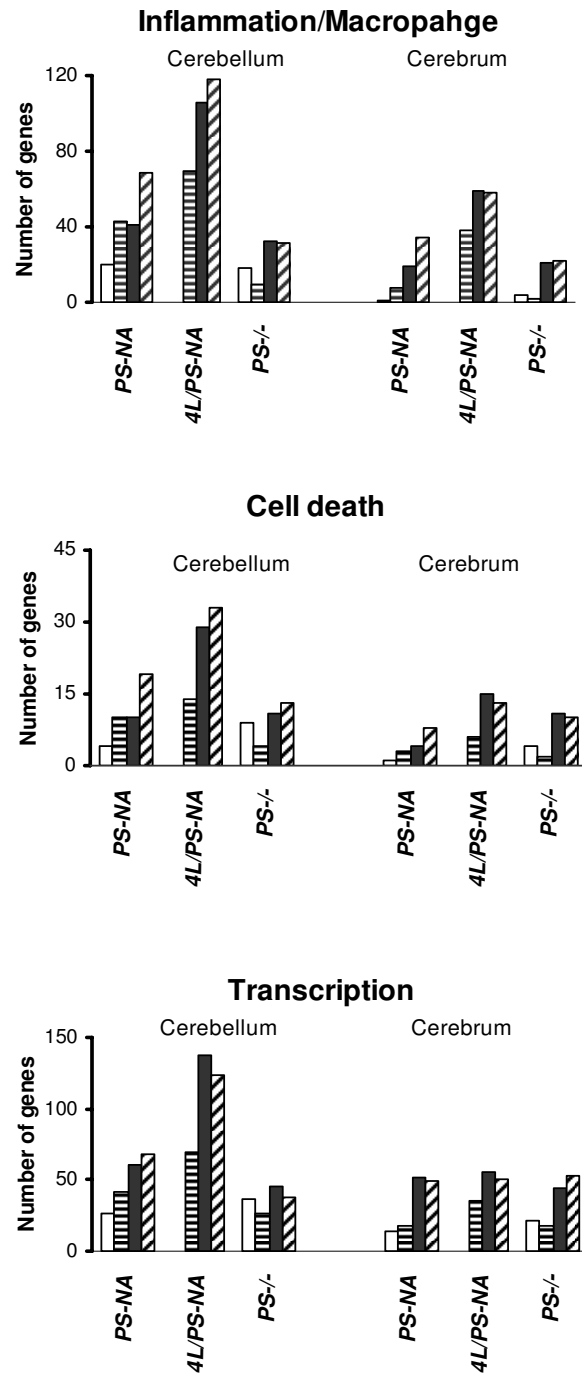 Inflammation/Macropahge
Cerebellum Cerebrum
120
80
40
0
Number of genes
PS-NA 4L/PS-NA PS-/- PS-NA 4L/PS-NA PS-/-
Cell death
Cerebellum Cerebrum
45
30
15
0
Number of genes
PS-NA 4L/PS-NA PS-/- PS-NA 4L/PS-NA PS-/-
Transcription
Cerebellum Cerebrum
150
100
50
0
Number of genes
PS-NA 4L/PS-NA PS-/- PS-NA 4L/PS-NA PS-/-